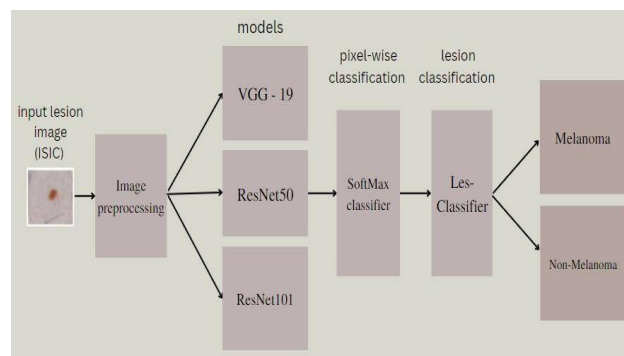 models
input lesion
image
(ISIC)
Image
preprocessing
VGG - 19
ResNet50
ResNet101
pixel-wise
classification
SoftMax
classifier
lesion
classification
Les-
Classifier
Melanoma
Non-Melanoma